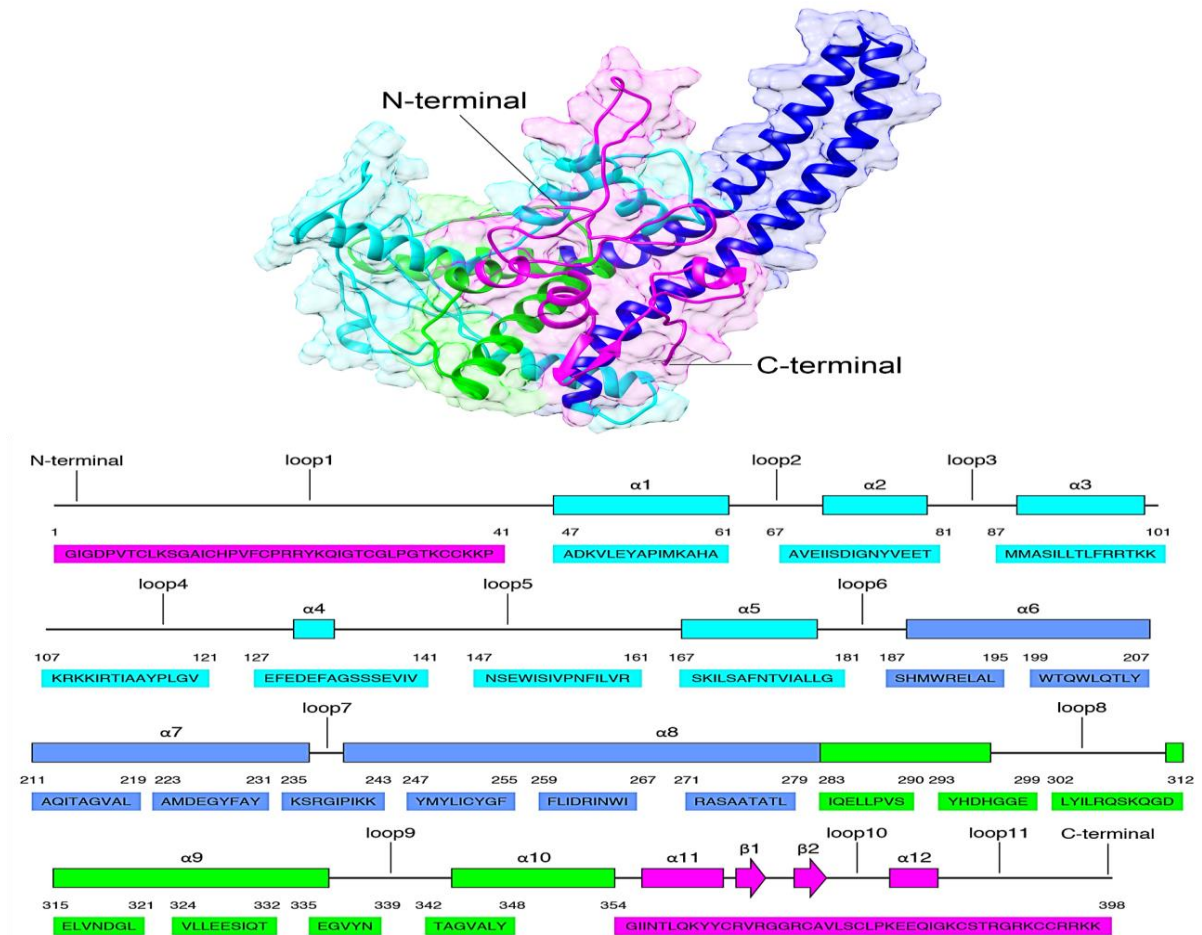 N-terminal
C-terminal
N-terminal loop1 α1 loop2 α2 loop3 α3
1 41 47 61 67 81 87 101
GIGDPVTCLKSGAICHPVFCPRRYKQIGTCGLPGTKCCKKP ADKVLEYAPIMKAHA AVEIISDIGNYVEET MMASILLTLFRRTKK
loop4 α4 loop5 α5 loop6 α6
107 121 127 141 147 161 167 181 187 195 199 207
KRKKIRTIAAYPLGV EFEDEFAGSSSEVIV NSEWISIVPNFILVR SKILSAFNTVIALLG SHMWRELAL WTQWLQTLY
α7 loop7 α8 loop8
211 219 223 231 235 243 247 255 259 267 271 279 283 290 293 299 302 312
AQITAGVAL AMDEGYFAY KSRGIPIKK YMYLICYGF FLIDRINWI RASAATATL IQELLPVS YHDHGGE LYILRQSKQGD
α9 loop9 α10 α11 β1 β2 loop10 α12 loop11 C-terminal
315 321 324 332 335 339 342 348 354 398
ELVNDGL VLLEESIQT EGVYN TAGVALY GIINTLQKYYCRVRGGRCAVLSCLPKEEQIGKCSTRGRKCCRRKK